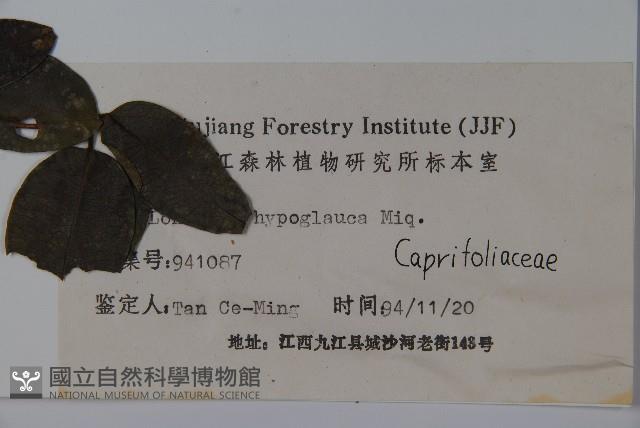 Forestry Institute (JJF)
江森林植物研究所标本室
hypoglauca Miq.
集号:941087
Caprifoliaceae
鉴定人:Tan Ce-Ming 时间:94/11/20
地址: 江西九江县城沙河老街143号
國立自然科學博物館
NATIONAL MUSEUM OF NATURAL SCIENCE